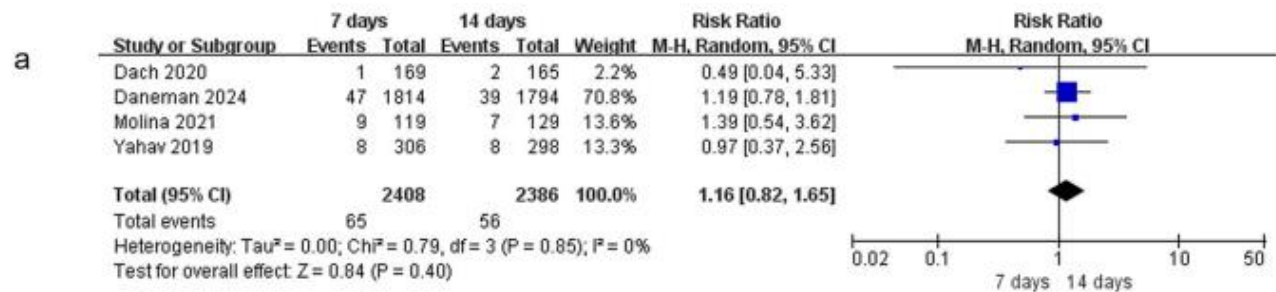 a
7 days 14 days Risk Ratio Risk Ratio
Study or Subgroup Events Total Events Total Weight M-H, Random, 95% CI M-H, Random, 95% CI
Dach 2020 1 169 2 165 2.2% 0.49 [0.04, 5.33]
Daneman 2024 47 1814 39 1794 70.8% 1.19 [0.78, 1.81]
Molina 2021 9 119 7 129 13.6% 1.39 [0.54, 3.62]
Yahav 2019 8 306 8 298 13.3% 0.97 [0.37, 2.56]
Total (95% CI) 2408 2386 100.0% 1.16 [0.82, 1.65]
Total events 65 56
Heterogeneity: Tau² = 0.00; Chi² = 0.79, df = 3 (P = 0.85); I² = 0%
Test for overall effect: Z = 0.84 (P = 0.40)
0.02 0.1 1 10 50
7 days 14 days